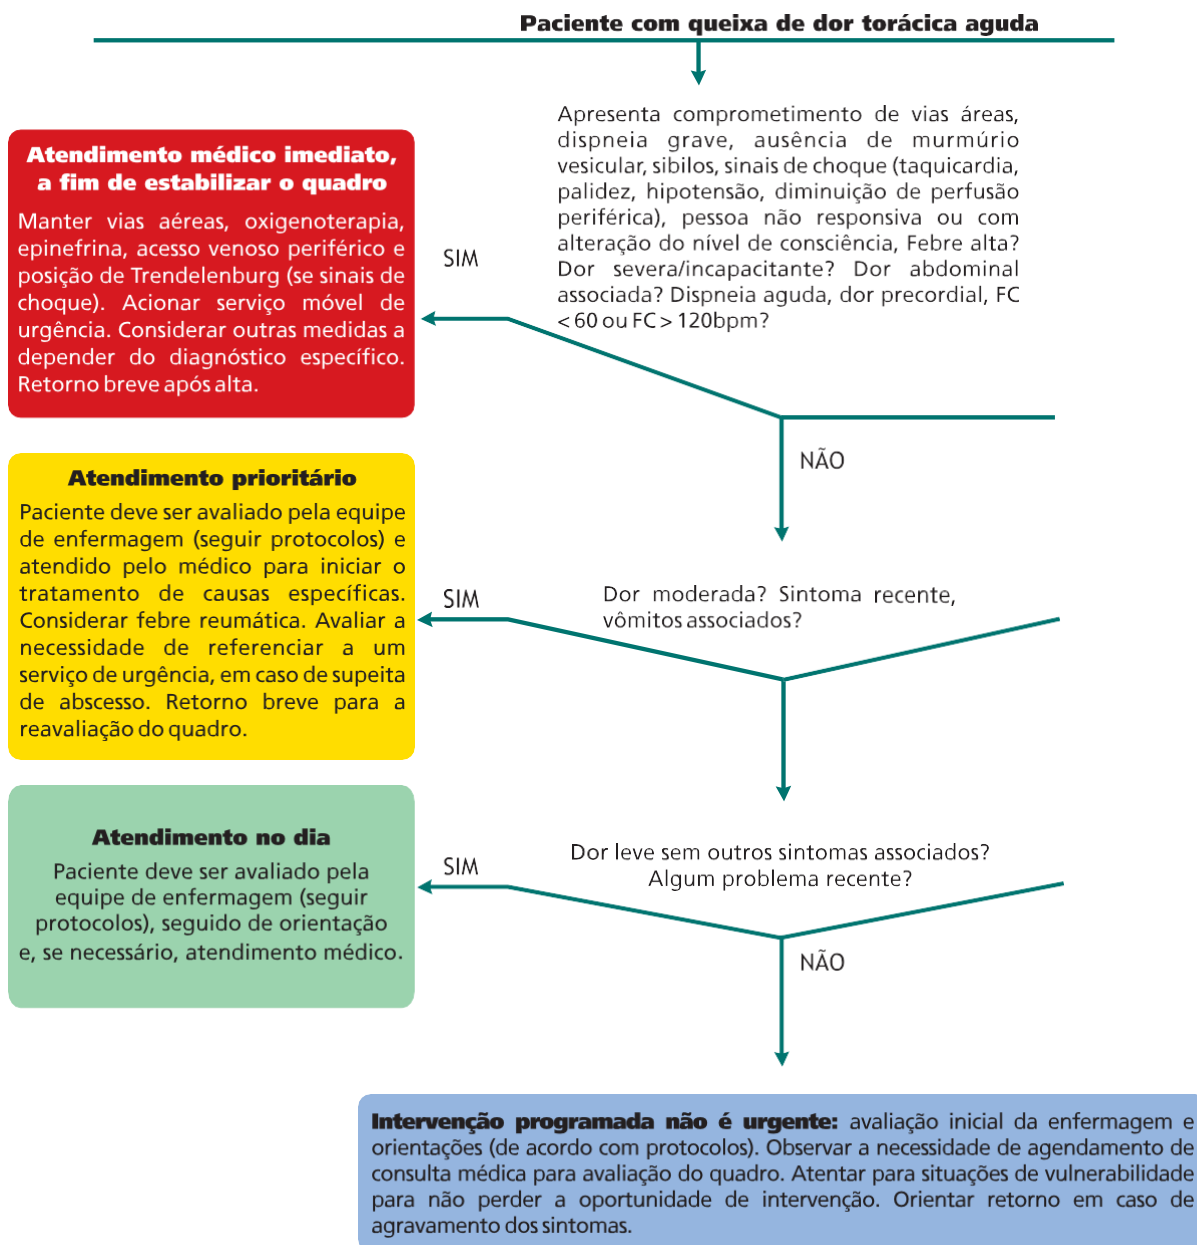 Paciente com queixa de dor torácica aguda
Apresenta comprometimento de vias áreas,
dispneia grave, ausência de murmúrio
vesicular, sibilos, sinais de choque (taquicardia,
palidez, hipotensão, diminuição de perfusão
periférica), pessoa não responsiva ou com
alteração do nível de consciência, Febre alta?
Dor severa/incapacitante? Dor abdominal
associada? Dispneia aguda, dor precordial, FC
< 60 ou FC > 120bpm?
SIM
Atendimento médico imediato,
a fim de estabilizar o quadro
Manter vias aéreas, oxigenoterapia,
epinefrina, acesso venoso periférico e
posição de Trendelenburg (se sinais de
choque). Acionar serviço móvel de
urgência. Considerar outras medidas a
depender do diagnóstico específico.
Retorno breve após alta.
NÃO
Dor moderada? Sintoma recente,
vômitos associados?
SIM
Atendimento prioritário
Paciente deve ser avaliado pela equipe
de enfermagem (seguir protocolos) e
atendido pelo médico para iniciar o
tratamento de causas específicas.
Considerar febre reumática. Avaliar a
necessidade de referenciar a um
serviço de urgência, em caso de supeita
de abscesso. Retorno breve para a
reavaliação do quadro.
Dor leve sem outros sintomas associados?
Algum problema recente?
SIM
Atendimento no dia
Paciente deve ser avaliado pela
equipe de enfermagem (seguir
protocolos), seguido de orientação
e, se necessário, atendimento médico.
NÃO
Intervenção programada não é urgente: avaliação inicial da enfermagem e
orientações (de acordo com protocolos). Observar a necessidade de agendamento de
consulta médica para avaliação do quadro. Atentar para situações de vulnerabilidade
para não perder a oportunidade de intervenção. Orientar retorno em caso de
agravamento dos sintomas.